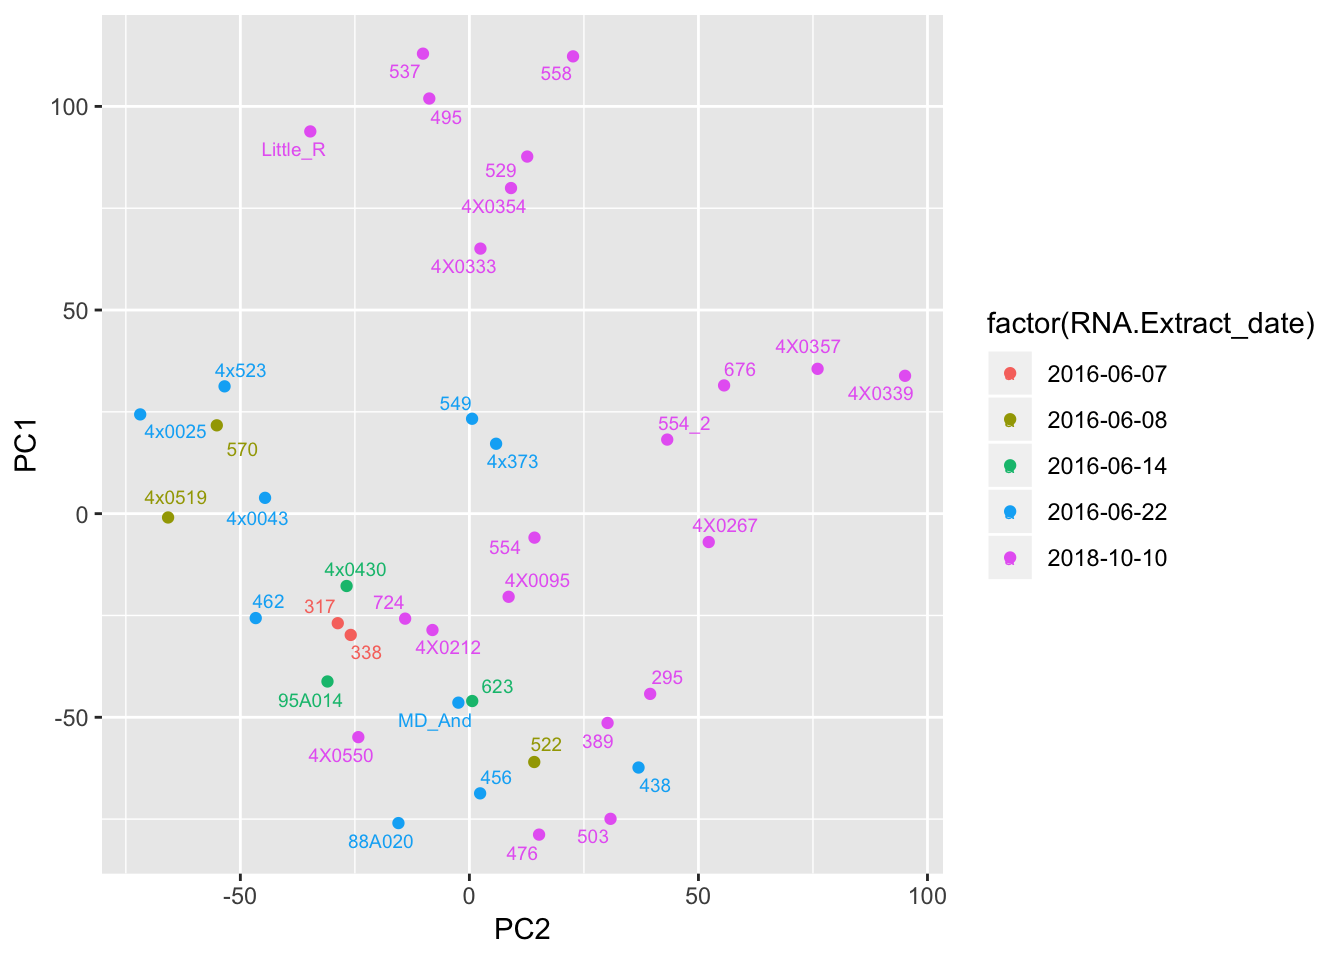 537
558
495
Little_R
529
4X0354
4X0333
4x523
4x0025
570
4x0519
4x0043
549
4x373
4X0357
676
4X0339
554_2
4X0267
554
4X0095
4x0430
462
317
724
338
4X0212
95A014
623
MD_And
4X0550
295
389
522
456
438
88A020
503
476
100
50
0
-50
PC1
-50
0
50
100
PC2
factor(RNA.Extract_date)
2016-06-07
2016-06-08
2016-06-14
2016-06-22
2018-10-10